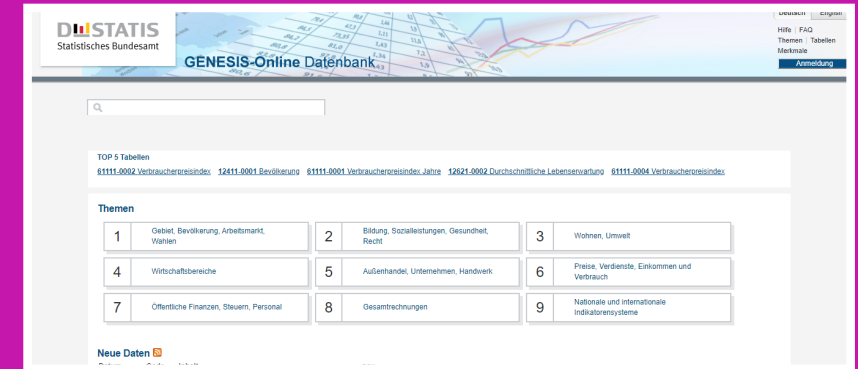 Deutsch English
DESTATIS
Statistisches Bundesamt
Hilfe | FAQ
Themen | Tabellen
Merkmale
Anmeldung
GENESIS-Online Datenbank
TOP 5 Tabellen
61111-0002 Verbraucherpreisindex 12411-0001 Bevölkerung 61111-0001 Verbraucherpreisindex Jahre 12621-0002 Durchschnittliche Lebenserwartung 61111-0004 Verbraucherpreisindex
Themen
1 Gebiet, Bevölkerung, Arbeitsmarkt,
Wahlen
2 Bildung, Sozialleistungen, Gesundheit,
Recht
3 Wohnen, Umwelt
4 Wirtschaftsbereiche
5 Außenhandel, Unternehmen, Handwerk
6 Preise, Verdienste, Einkommen und
Verbrauch
7 Öffentliche Finanzen, Steuern, Personal
8 Gesamtrechnungen
9 Nationale und internationale
Indikatorensysteme
Neue Daten